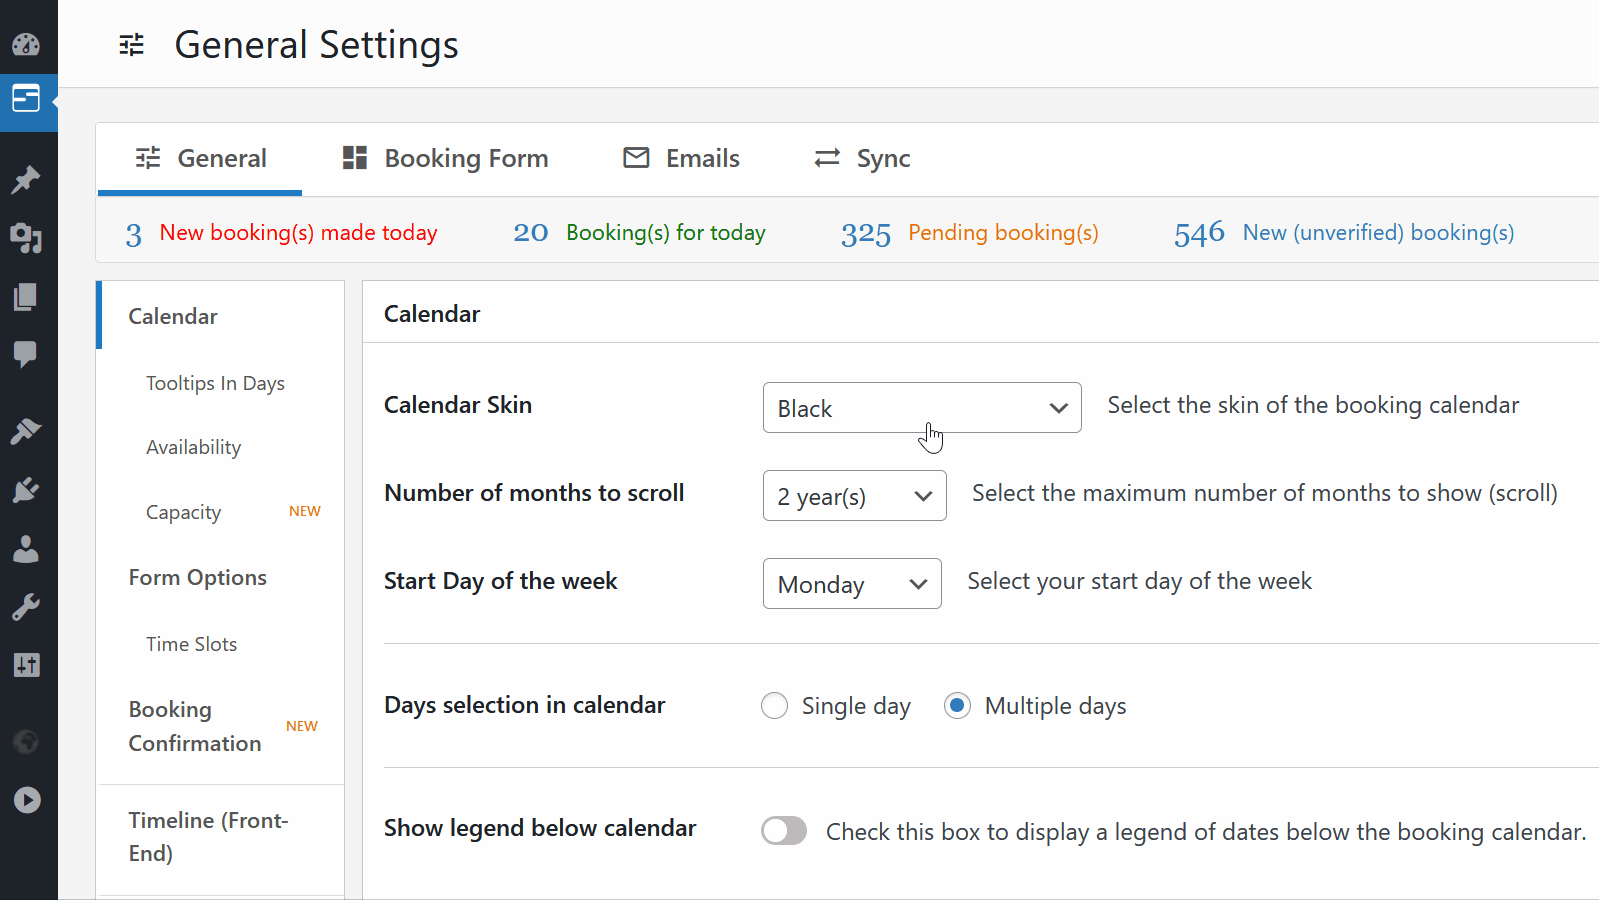 General Settings
General Booking Form Emails Sync
3 New booking(s) made today 20 Booking(s) for today 325 Pending booking(s) 546 New (unverified) booking(s)
Calendar
Tooltips In Days
Availability
Capacity NEW
Form Options
Time Slots
Booking
Confirmation NEW
Timeline (Front-
End)
Calendar
Calendar Skin Black Select the skin of the booking calendar
Number of months to scroll 2 year(s) Select the maximum number of months to show (scroll)
Start Day of the week Monday Select your start day of the week
Days selection in calendar Single day Multiple days
Show legend below calendar Check this box to display a legend of dates below the booking calendar.